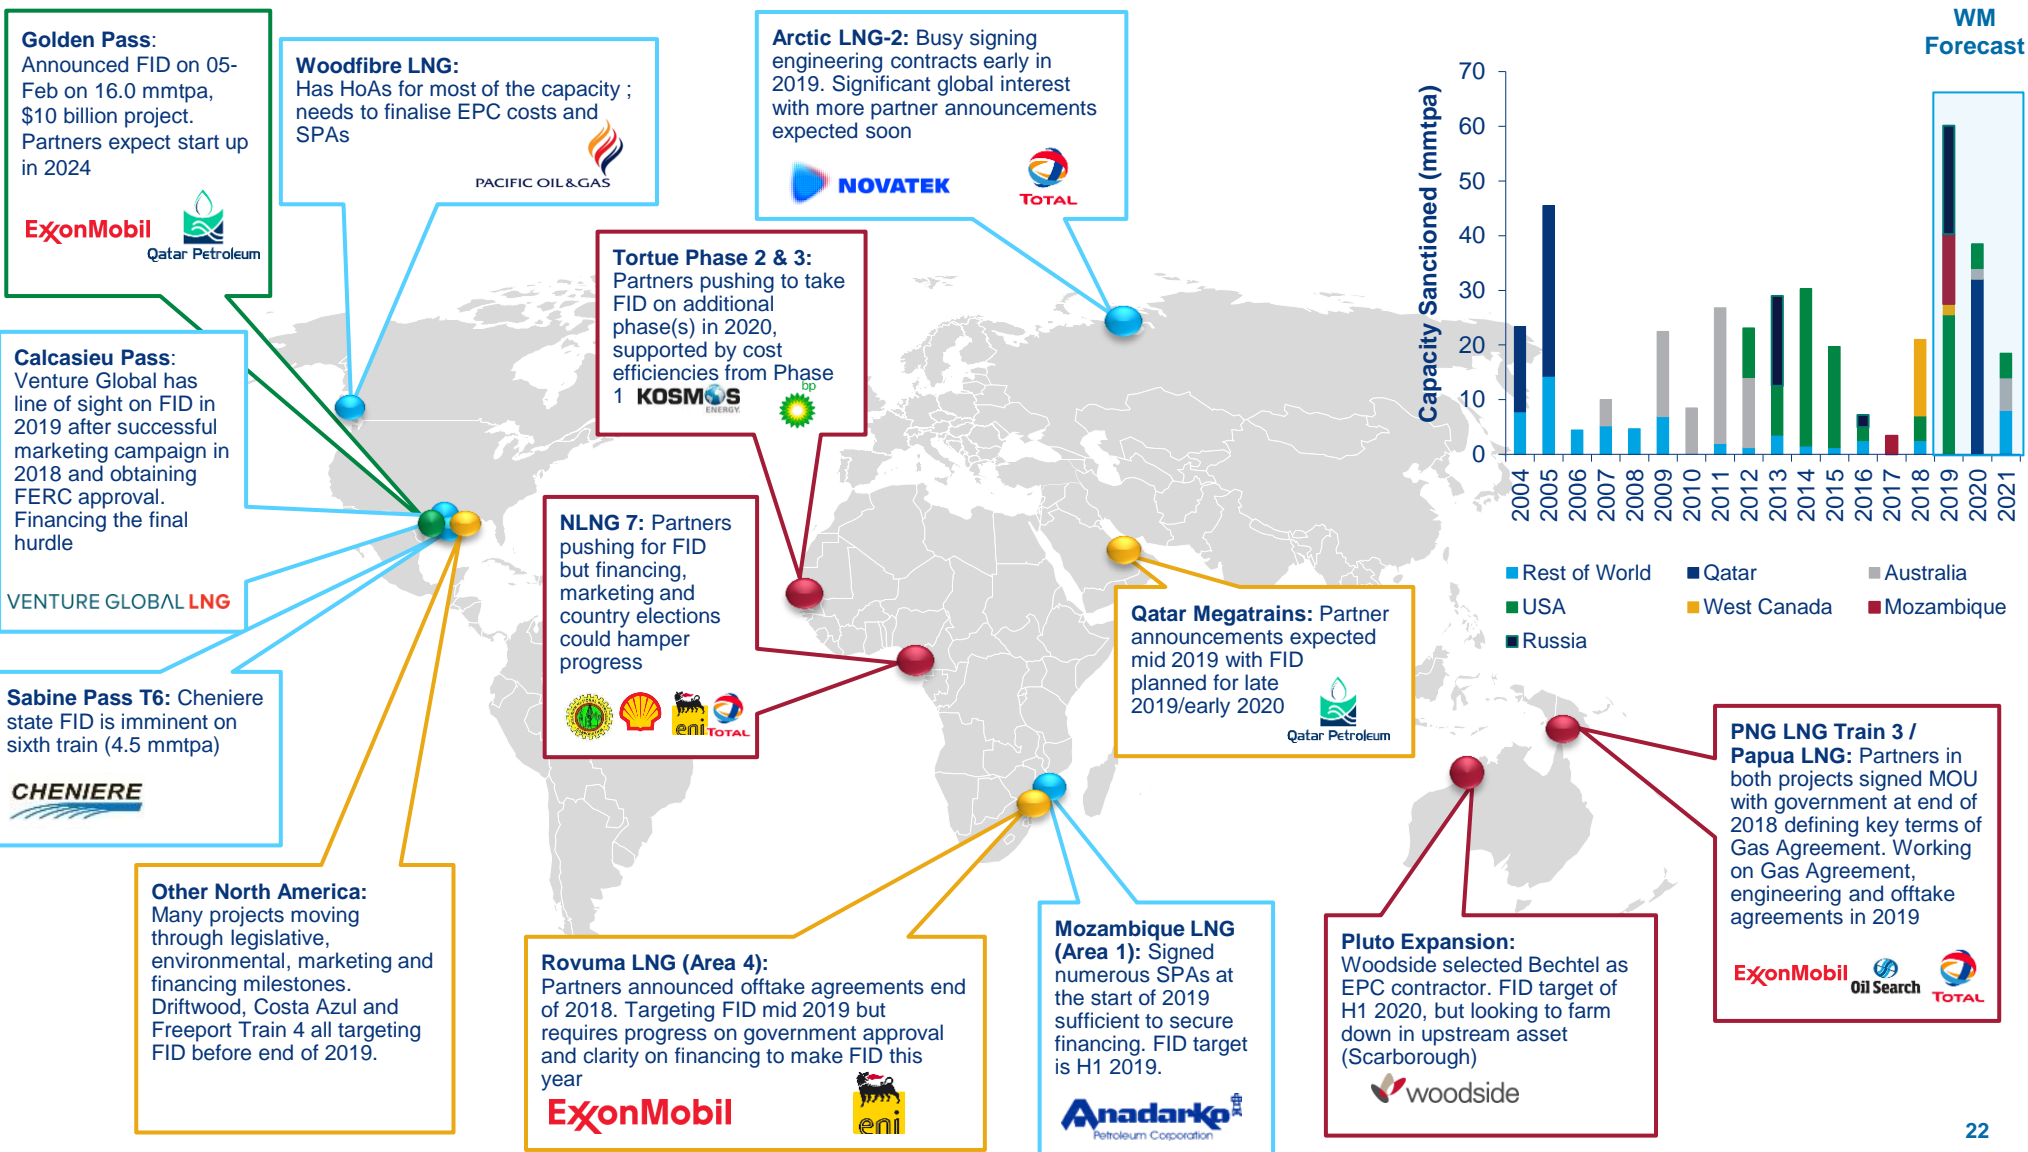 Golden Pass:
Announced FID on 05-
Feb on 16.0 mmtpa,
$10 billion project.
Partners expect start up
in 2024
ExxonMobil
Qatar Petroleum
Woodfibre LNG:
Has HoAs for most of the capacity ;
needs to finalise EPC costs and
SPAs
PACIFIC OIL&GAS
Arctic LNG-2: Busy signing
engineering contracts early in
2019. Significant global interest
with more partner announcements
expected soon
NOVATEK
TOTAL
WM
Forecast
Capacity Sanctioned (mmtpa)
70
60
50
40
30
20
10
0
2004
2005
2006
2007
2008
2009
2010
2011
2012
2013
2014
2015
2016
2017
2018
2019
2020
2021
Rest of World
Qatar
Australia
USA
West Canada
Mozambique
Russia
Tortue Phase 2 & 3:
Partners pushing to take
FID on additional
phase(s) in 2020,
supported by cost
efficiencies from Phase
1
KOSMOS
ENERGY.
bp
Calcasieu Pass:
Venture Global has
line of sight on FID in
2019 after successful
marketing campaign in
2018 and obtaining
FERC approval.
Financing the final
hurdle
VENTURE GLOBAL LNG
NLNG 7: Partners
pushing for FID
but financing,
marketing and
country elections
could hamper
progress
eni
TOTAL
Qatar Megatrains: Partner
announcements expected
mid 2019 with FID
planned for late
2019/early 2020
Qatar Petroleum
Sabine Pass T6: Cheniere
state FID is imminent on
sixth train (4.5 mmtpa)
CHENIERE
PNG LNG Train 3 /
Papua LNG: Partners in
both projects signed MOU
with government at end of
2018 defining key terms of
Gas Agreement. Working
on Gas Agreement,
engineering and offtake
agreements in 2019
ExxonMobil
Oil Search
TOTAL
Other North America:
Many projects moving
through legislative,
environmental, marketing and
financing milestones.
Driftwood, Costa Azul and
Freeport Train 4 all targeting
FID before end of 2019.
Rovuma LNG (Area 4):
Partners announced offtake agreements end
of 2018. Targeting FID mid 2019 but
requires progress on government approval
and clarity on financing to make FID this
year
ExxonMobil
eni
Mozambique LNG
(Area 1): Signed
numerous SPAs at
the start of 2019
sufficient to secure
financing. FID target
is H1 2019.
Anadarko
Petroleum Corporation
Pluto Expansion:
Woodside selected Bechtel as
EPC contractor. FID target of
H1 2020, but looking to farm
down in upstream asset
(Scarborough)
woodside
22